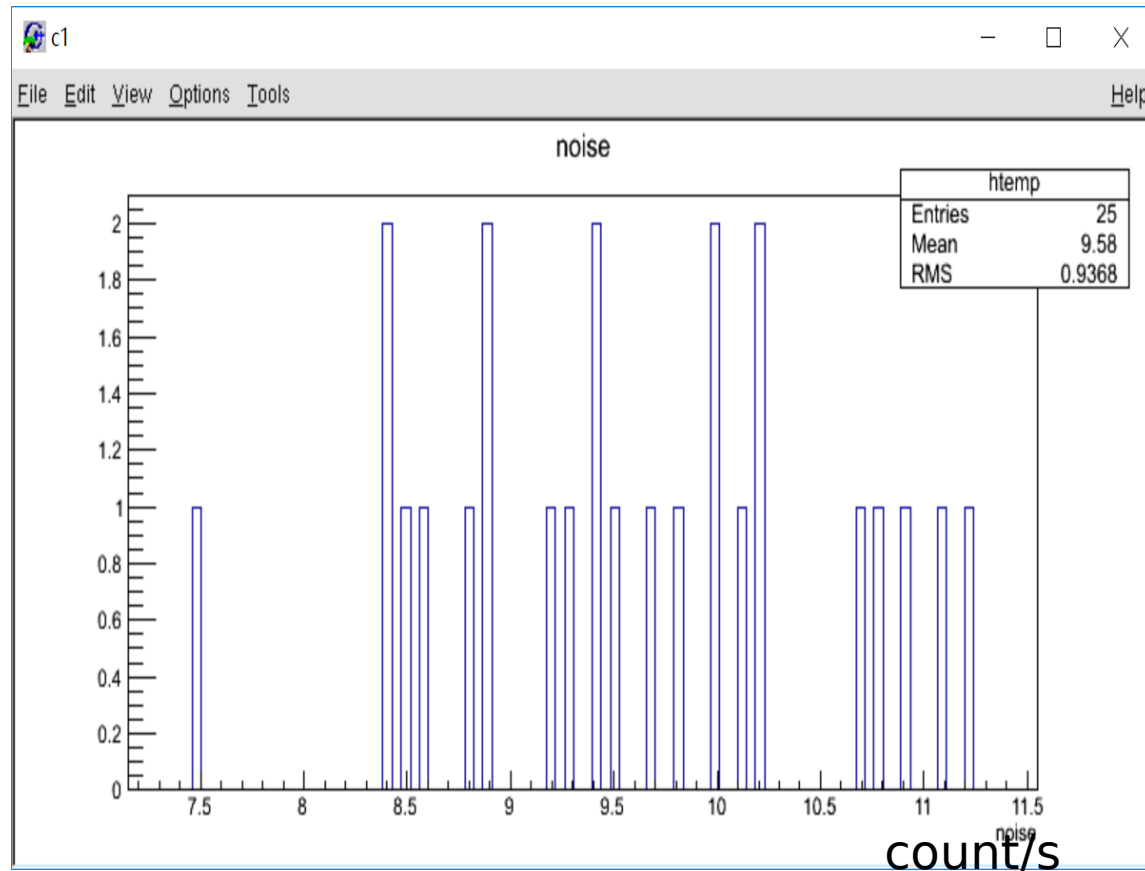 c1
File Edit View Options Tools Help
noise
htemp
Entries 25
Mean 9.58
RMS 0.9368
2
1.8
1.6
1.4
1.2
1
0.8
0.6
0.4
0.2
0
7.5 8 8.5 9 9.5 10 10.5 11 11.5
noise
count/s